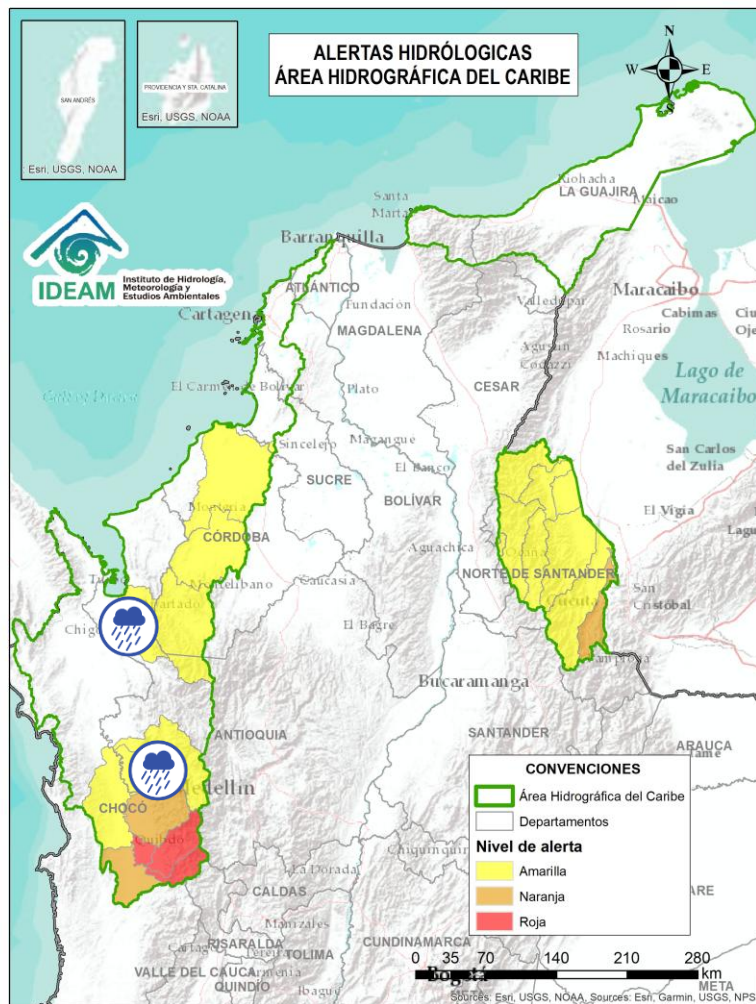 ALERTAS HIDRÓLOGICAS
ÁREA HIDROGRÁFICA DEL CARIBE
N
W
E
S
SAN ANDRÉS
Esri, USGS, NOAA
PROVIDENCIA Y STA. CATALINA
Esri, USGS, NOAA
IDEAM
Instituto de Hidrología,
Meteorología y
Estudios Ambientales
Riohacha
LA GUAJIRA
Maicao
Santa
Marta
Barranquilla
ATLÁNTICO
Fundación
Valledupar
Maracaibo
Cartagena
MAGDALENA
Cabimas
Rosario
Agustín
Codazzi
Machiques
CESAR
Lago de
Maracaibo
El Carmen de Bolívar
Plato
Sincelejo
Magangue
San Carlos
del Zulia
SUCRE
El Banco
BOLÍVAR
Montería
El Vigía
CÓRDOBA
Aguachica
Ocaña
Montelíbano
Caucasia
NORTE DE SANTANDER
Cúcuta
San
Cristóbal
El Bagre
Pamplona
Bucaramanga
ANTIOQUIA
SANTANDER
ARAUCA
CHOCÓ
Quibdó
La Dorada
CALDAS
Manizales
RISARALDA
TOLIMA
CUNDINAMARCA
VALLE DEL CAUCA
Armenia
QUINDÍO
Ibagué
Bogotá
META
CONVENCIONES
Área Hidrográfica del Caribe
Departamentos
Nivel de alerta
Amarilla
Naranja
Roja
0 35 70 140 210 280
km
Sources: Esri, USGS, NOAA, Sources: Esri, Garmin, USGS, NPS